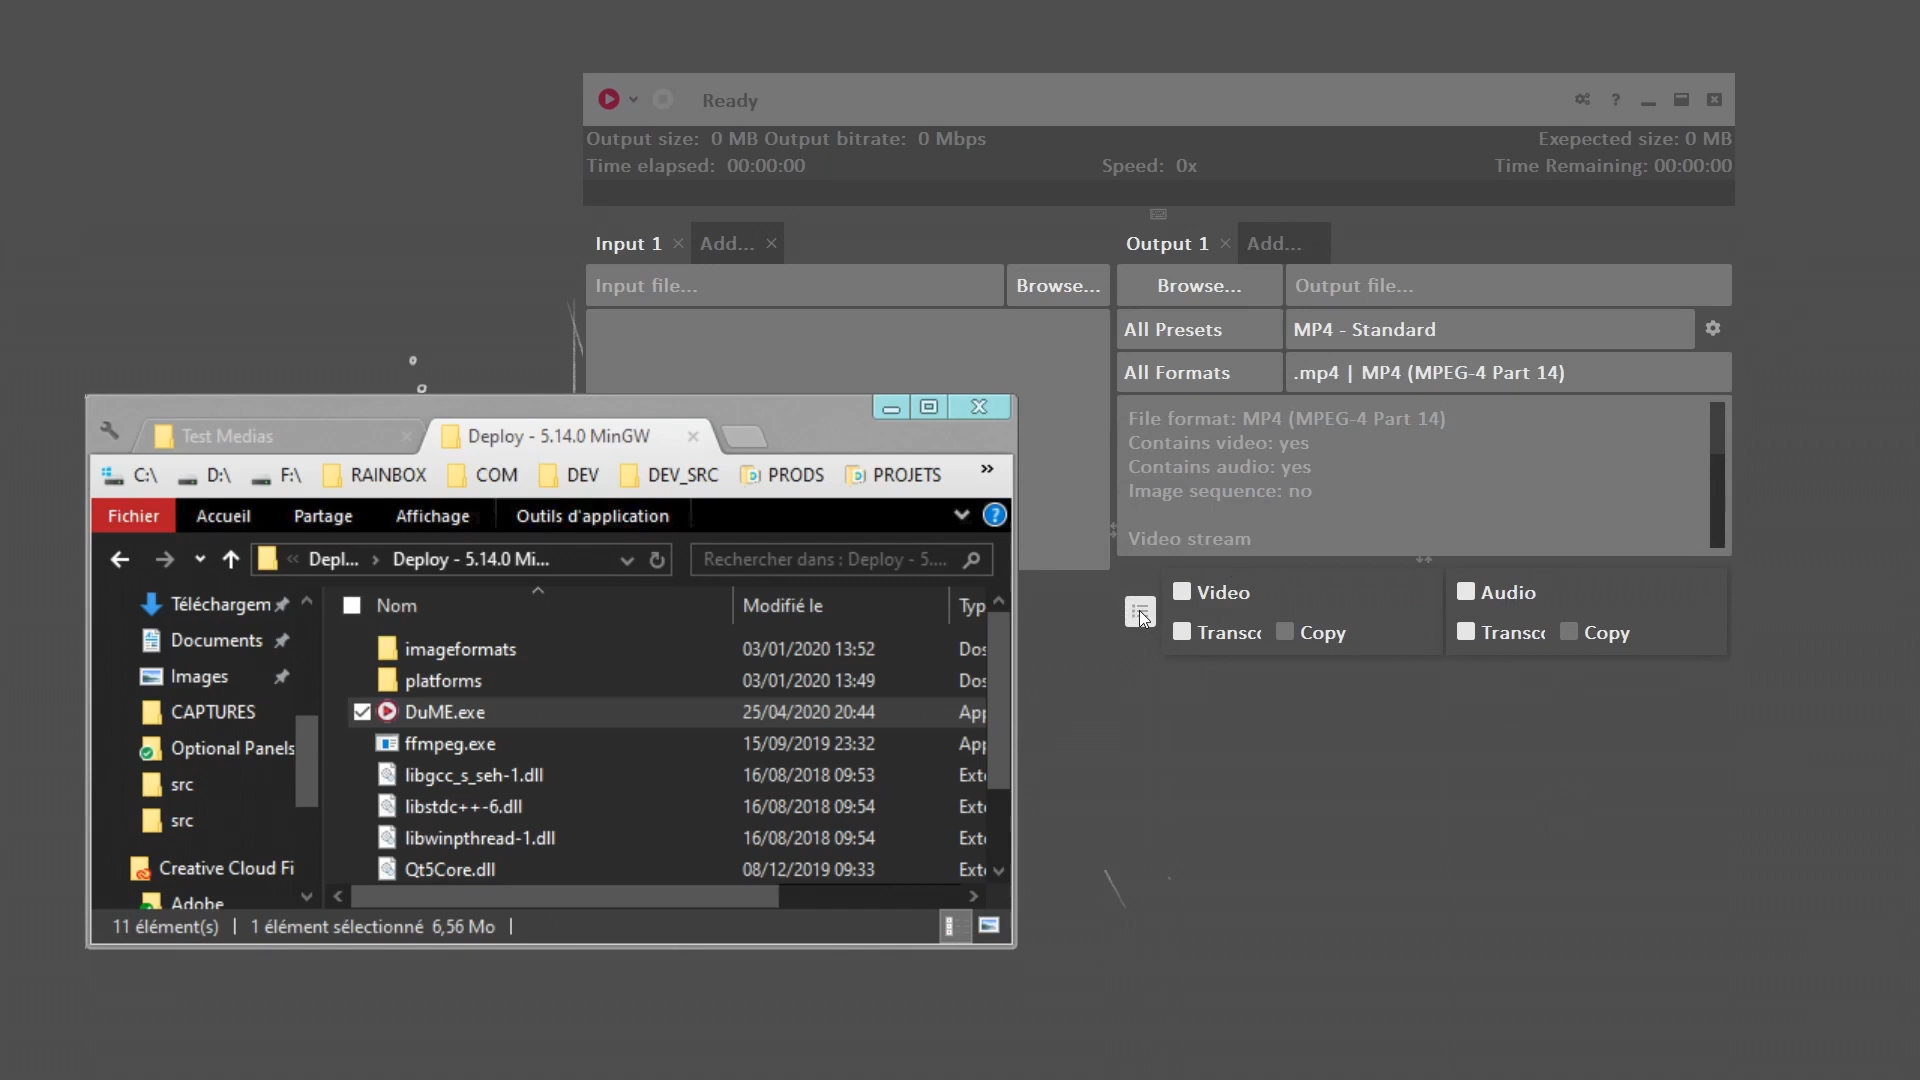 Ready
?
Output size: 0 MB Output bitrate: 0 Mbps
Exepected size: 0 MB
Time elapsed: 00:00:00
Speed: 0x
Time Remaining: 00:00:00
Input 1
Add...
Output 1
Add...
Input file...
Browse...
Browse...
Output file...
All Presets
MP4 - Standard
All Formats
.mp4 | MP4 (MPEG-4 Part 14)
File format: MP4 (MPEG-4 Part 14)
Contains video: yes
Contains audio: yes
Image sequence: no
Video stream
Video
Audio
Transcc
Copy
Transcc
Copy
Test Medias
Deploy - 5.14.0 MinGW
C:\
D:\
F:\
RAINBOX
COM
DEV
DEV_SRC
PRODS
PROJETS
»
Fichier
Accueil
Partage
Affichage
Outils d'application
?
« Depl... > Deploy - 5.14.0 Mi...
Rechercher dans : Deploy - 5....
Téléchargem
Documents
Images
CAPTURES
Optional Panels
src
src
Creative Cloud Fi
Adobe
Nom
Modifié le
Typ
imageformats 03/01/2020 13:52 Dos
platforms 03/01/2020 13:49 Dos
DuME.exe 25/04/2020 20:44 App
ffmpeg.exe 15/09/2019 23:32 App
libgcc_s_seh-1.dll 16/08/2018 09:53 Exte
libstdc++-6.dll 16/08/2018 09:54 Exte
libwinpthread-1.dll 16/08/2018 09:54 Exte
Qt5Core.dll 08/12/2019 09:33 Exte
11 élément(s) | 1 élément sélectionné 6,56 Mo |